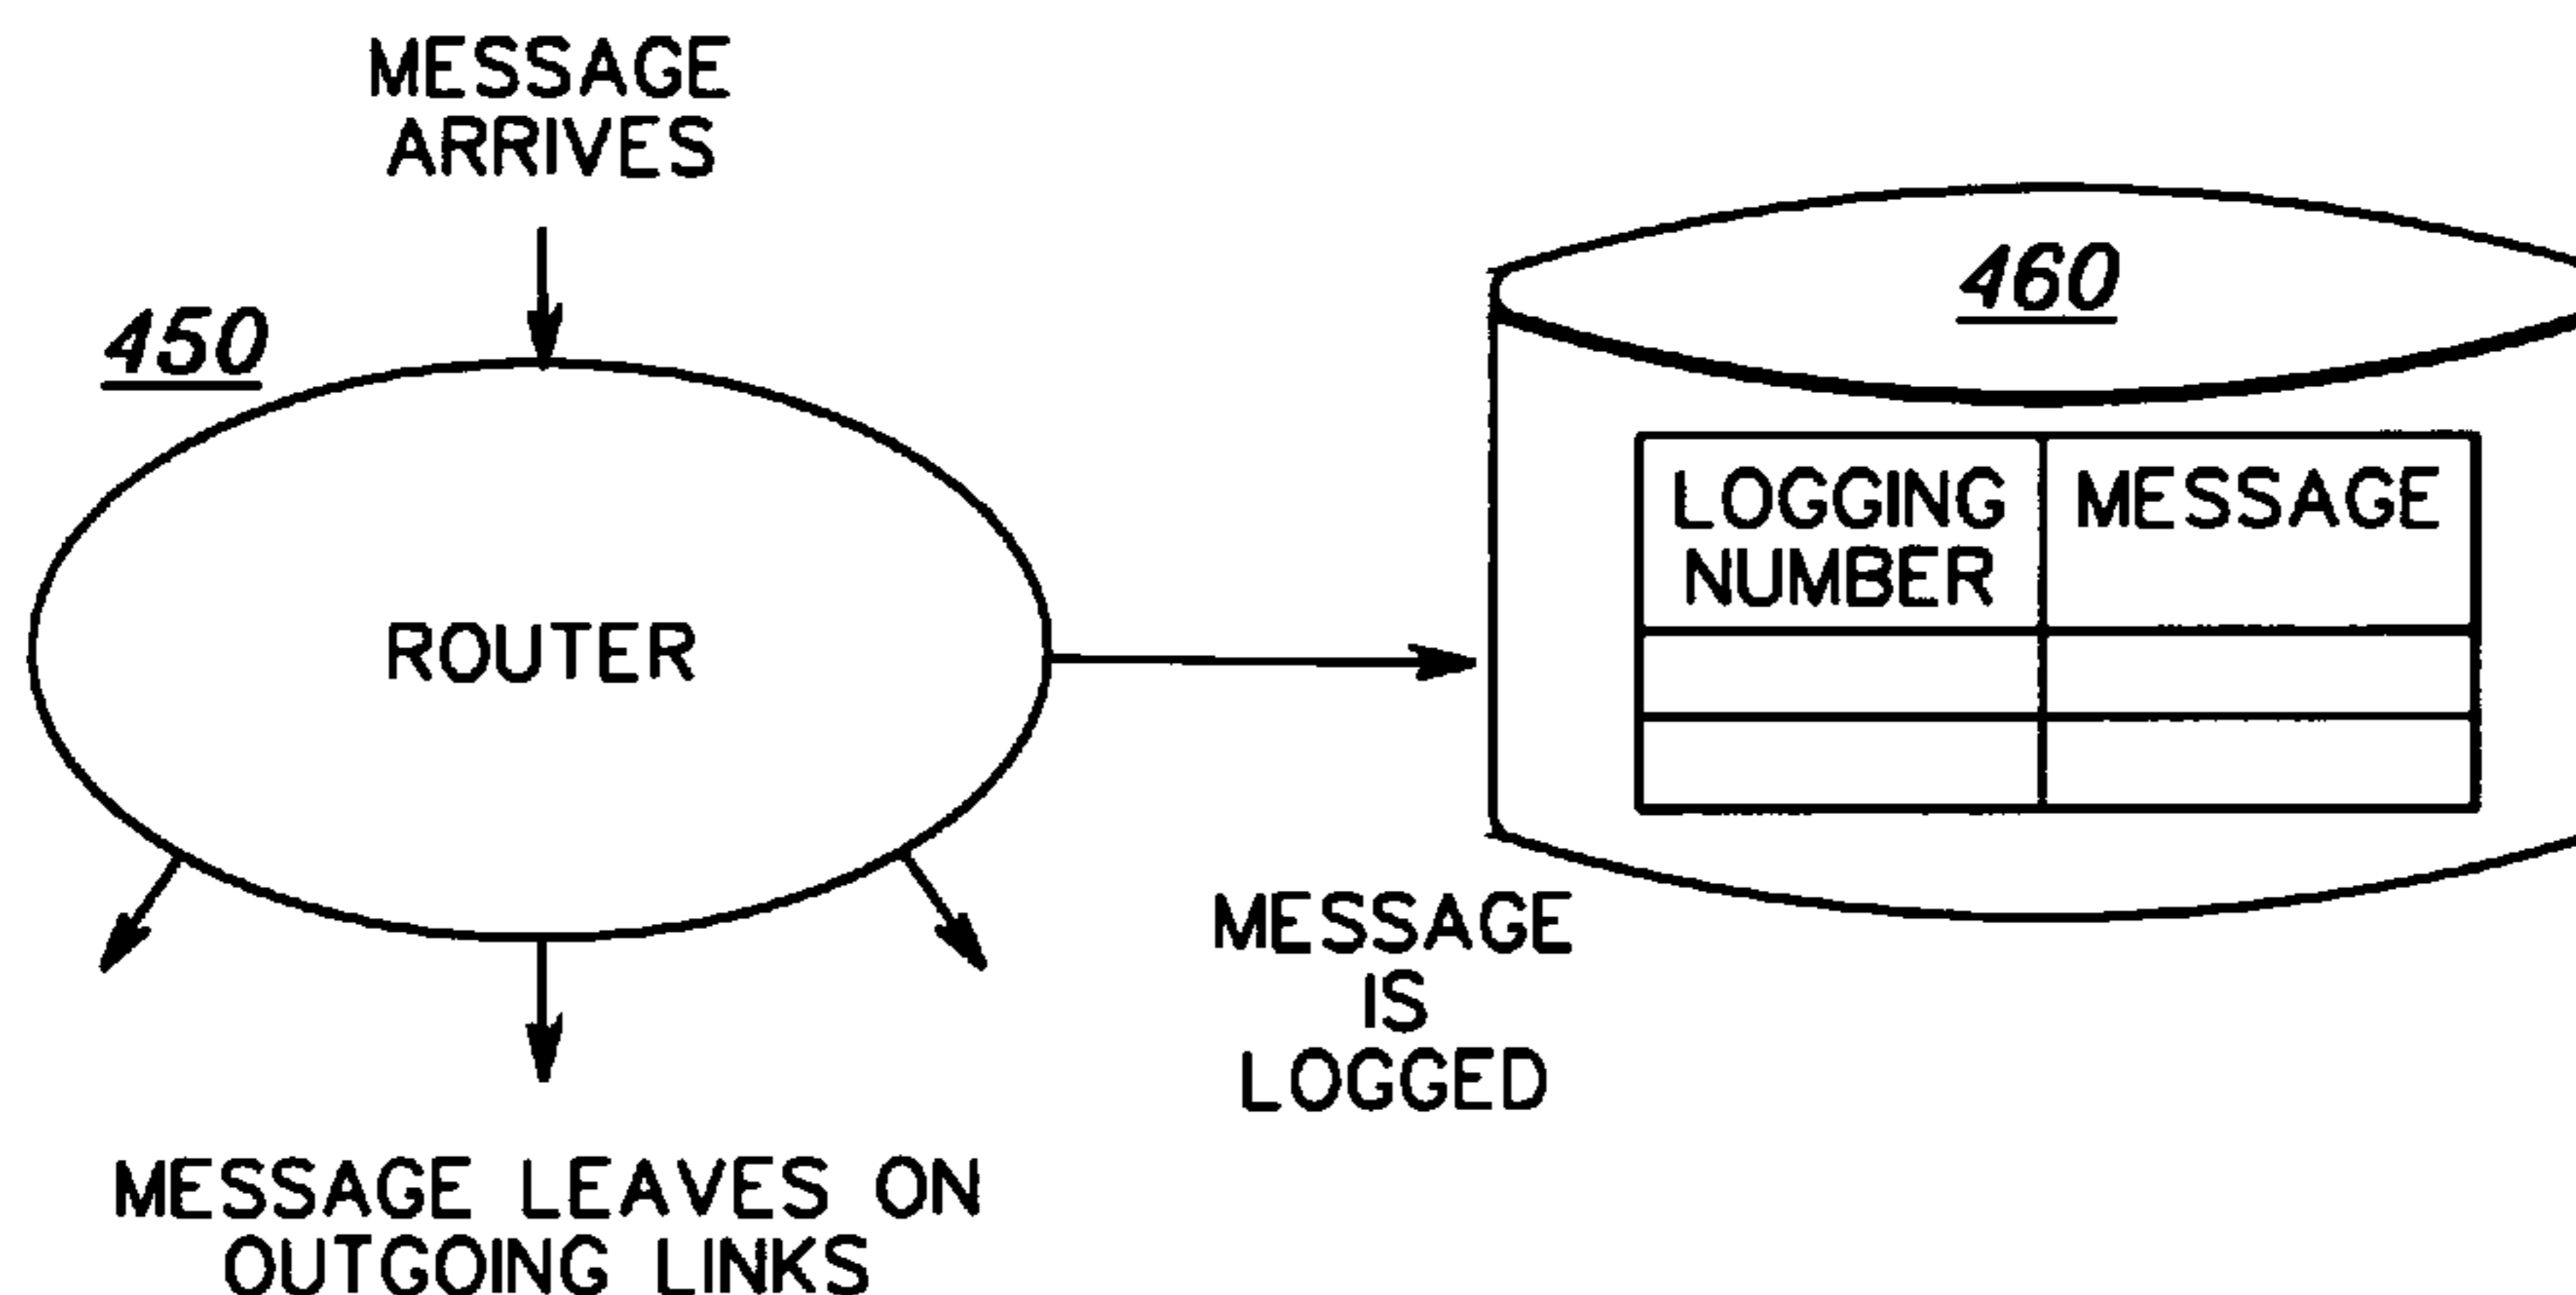 MESSAGE
ARRIVES
450
ROUTER
MESSAGE LEAVES ON
OUTGOING LINKS
460
LOGGING
NUMBER
MESSAGE
MESSAGE
IS
LOGGED